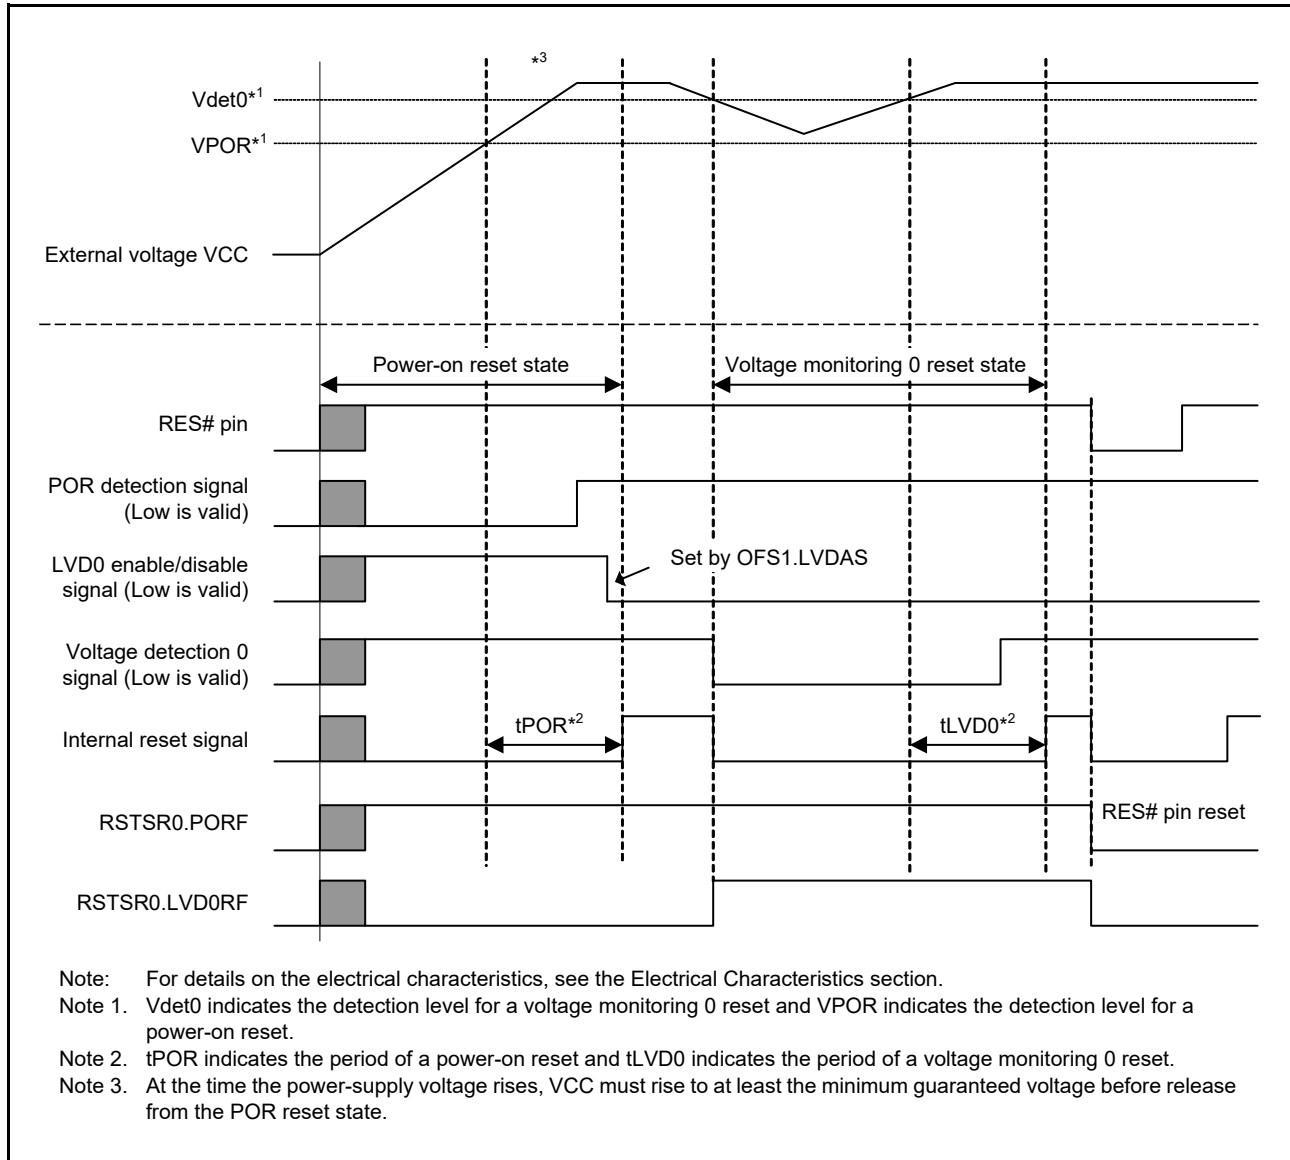 *3
Vdet0*1
VPOR*1
External voltage VCC
Power-on reset state
Voltage monitoring 0 reset state
RES# pin
POR detection signal
(Low is valid)
LVD0 enable/disable
signal (Low is valid)
Set by OFS1.LVDAS
Voltage detection 0
signal (Low is valid)
Internal reset signal
tPOR*2
tLVD0*2
RSTSR0.PORF
RES# pin reset
RSTSR0.LVD0RF
Note: For details on the electrical characteristics, see the Electrical Characteristics section.
Note 1. Vdet0 indicates the detection level for a voltage monitoring 0 reset and VPOR indicates the detection level for a
power-on reset.
Note 2. tPOR indicates the period of a power-on reset and tLVD0 indicates the period of a voltage monitoring 0 reset.
Note 3. At the time the power-supply voltage rises, VCC must rise to at least the minimum guaranteed voltage before release
from the POR reset state.